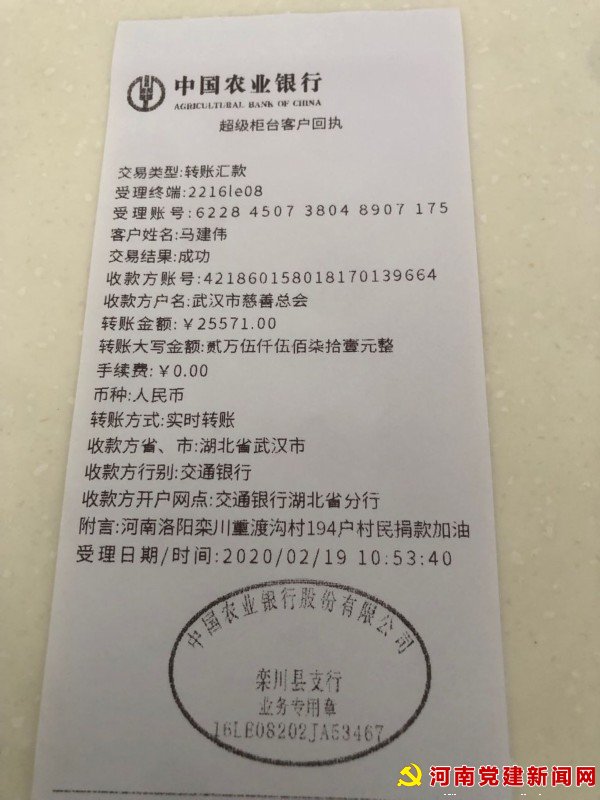 中国农业银行
AGRICULTURAL BANK OF CHINA
超级柜台客户回执
交易类型:转账汇款
受理终端:2216le08
受理账号:6228 4507 3804 8907 175
客户姓名:马建伟
交易结果:成功
收款方账号:421860158018170139664
收款方户名:武汉市慈善总会
转账金额:￥25571.00
转账大写金额:贰万伍仟伍佰柒拾壹元整
手续费:￥0.00
币种:人民币
转账方式:实时转账
收款方省、市:湖北省武汉市
收款方行别:交通银行
收款方开户网点:交通银行湖北省分行
附言:河南洛阳栾川重渡沟村194户村民捐款加油
受理日期/时间:2020/02/19 10:53:40
中国农业银行股份有限公司
栾川县支行
业务专用章
16LE08202JA53467
河南党建新闻网